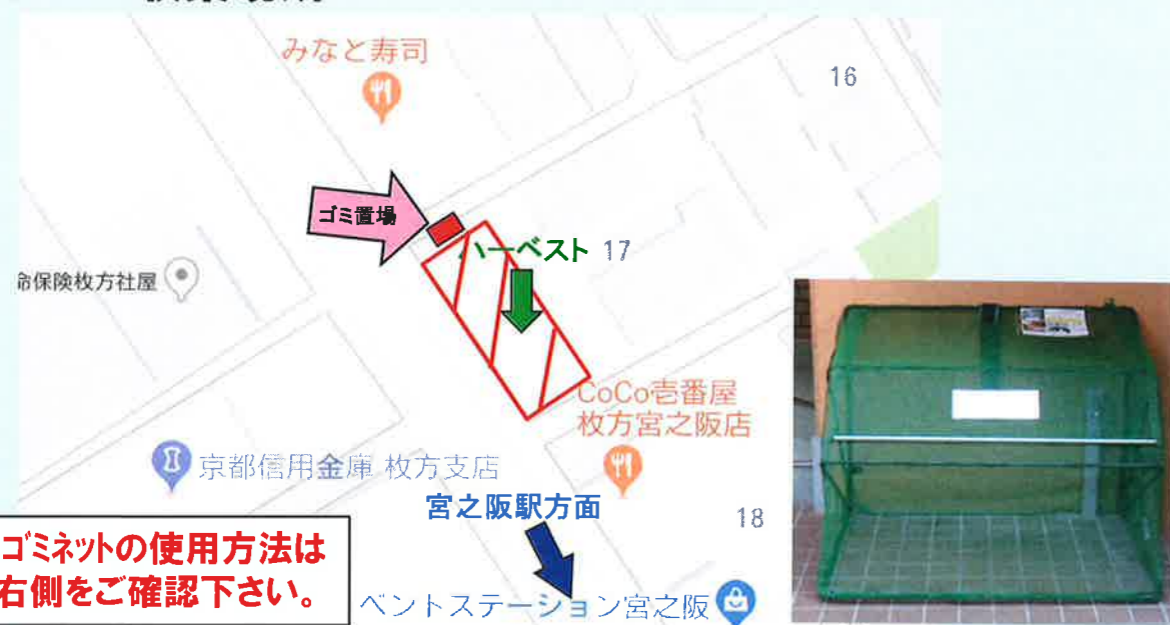 みなと寿司
16
ゴミ置場
ハーベスト 17
命保険枚方社屋
CoCo壱番屋
枚方宮之阪店
京都信用金庫 枚方支店
宮之阪駅方面
18
ゴミネットの使用方法は
右側をご確認下さい。
ベントステーション宮之阪